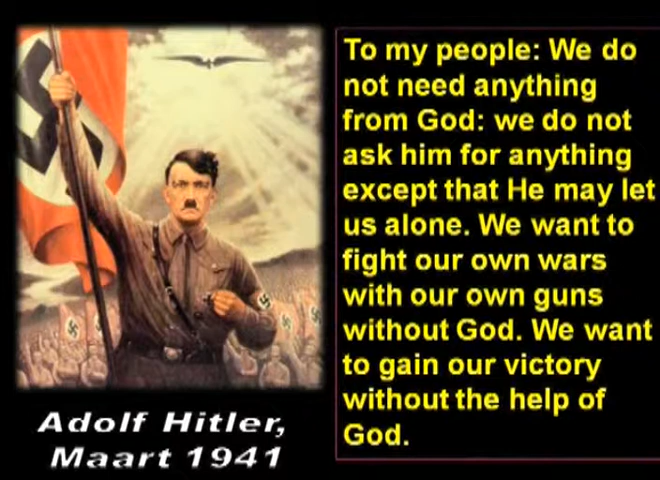 To my people: We do
not need anything
from God: we do not
ask him for anything
except that He may let
us alone. We want to
fight our own wars
with our own guns
without God. We want
to gain our victory
without the help of
God.
Adolf Hitler,
Maart 1941